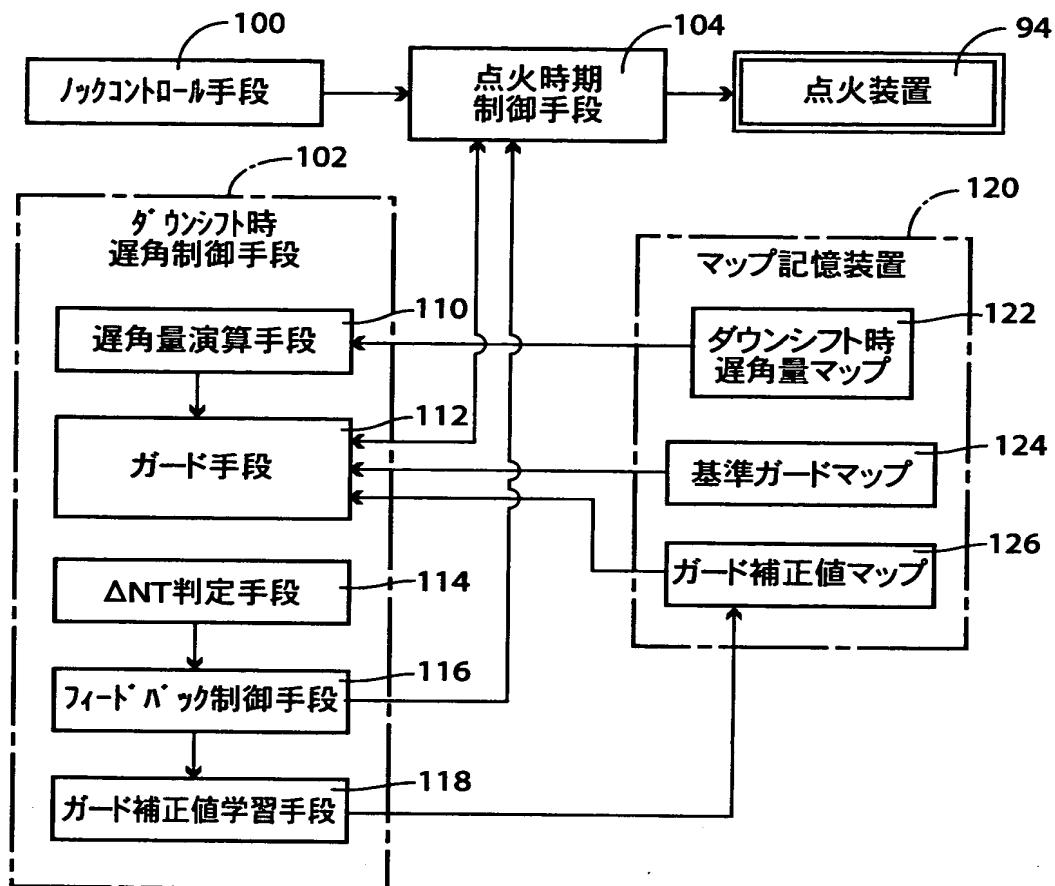 100
ﾉｯｸｺﾝﾄﾛｰﾙ手段
104
点火時期
制御手段
94
点火装置
102
ﾀﾞｳﾝｼﾌﾄ時
遅角制御手段
110
遅角量演算手段
112
ガード手段
114
ΔNT判定手段
116
ﾌｨｰﾄﾞﾊﾞｯｸ制御手段
118
ガード補正値学習手段
120
マップ記憶装置
122
ダウンシフト時
遅角量マップ
124
基準ガードマップ
126
ガード補正値マップ